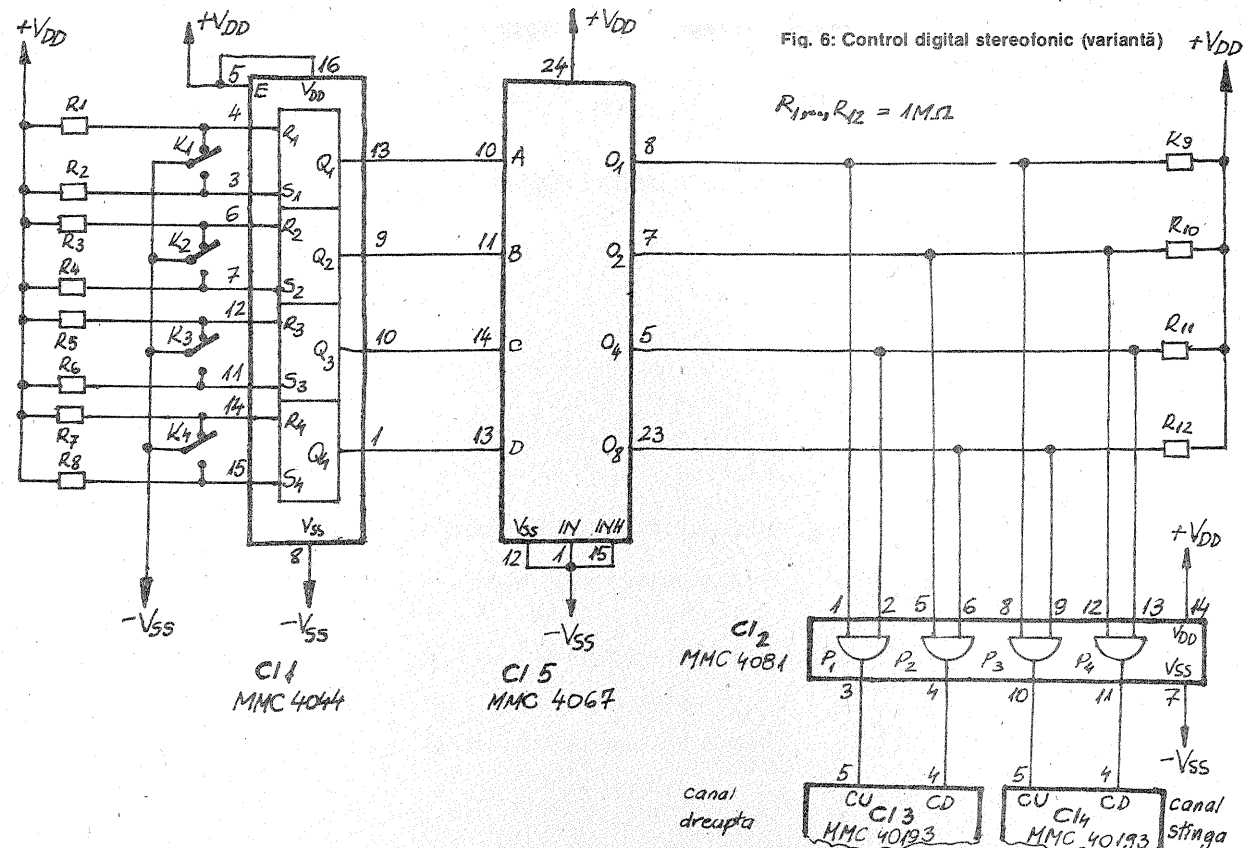 Fig. 6: Control digital stereofonic (variantă)
+VDD
+VDD
+VDD
+VDD
R1,...,R12 = 1MΩ
5
16
E
VDD
24
R1
4
R1
K1
Q1
13
10
A
O1
8
R9
R2
3
S1
R3
6
R2
K2
Q2
9
11
B
O2
7
R10
R4
7
S2
R5
12
R3
K3
Q3
10
14
C
O4
5
R11
R6
11
S3
R7
14
R4
K4
Q4
1
13
D
O8
23
R12
R8
15
S4
VSS
8
VSS
IN
INH
12
1
15
-VSS
-VSS
-VSS
+VDD
CI 1
MMC 4044
CI 5
MMC 4067
CI2
MMC 4081
1
2
5
6
8
9
12
13
14
P1
P2
P3
P4
VDD
VSS
3
4
10
11
7
-VSS
5
4
5
4
canal
dreapta
CU
CD
CI3
MMC 40193
CU
CD
CI4
MMC 40193
canal
stînga